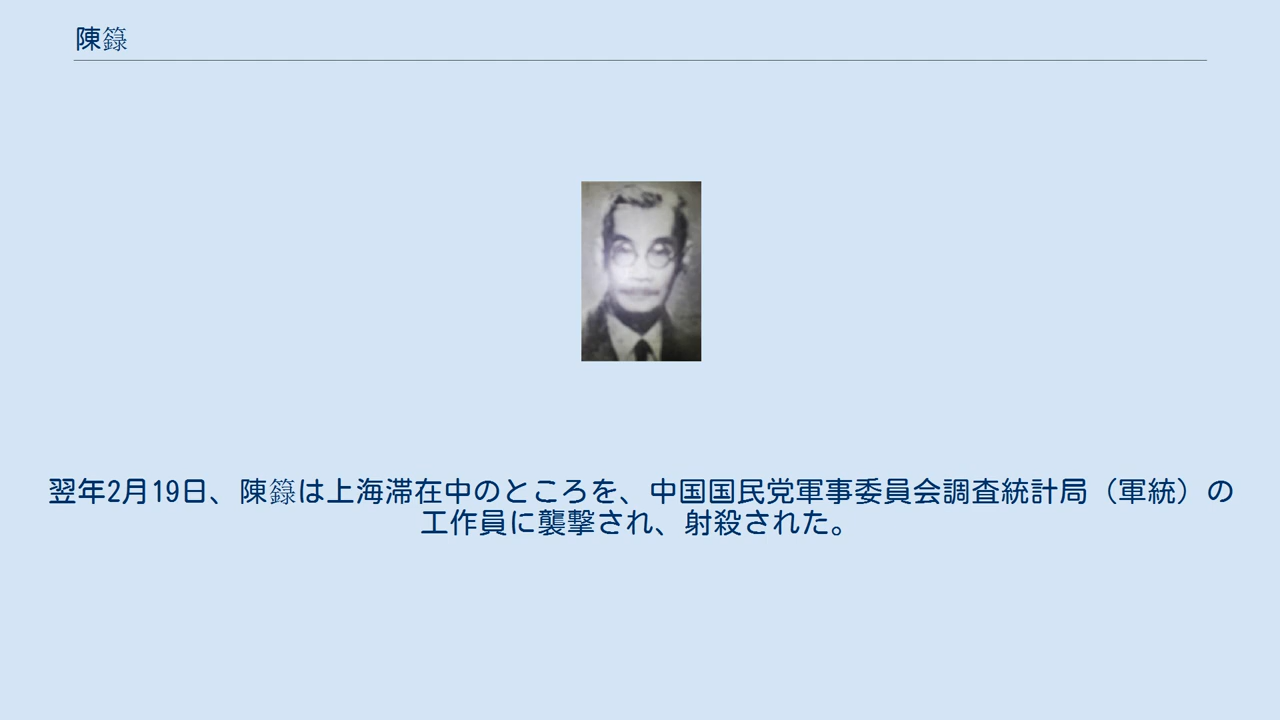 陳籙
翌年2月19日、陳籙は上海滞在中のところを、中国国民党軍事委員会調査統計局（軍統）の
工作員に襲撃され、射殺された。